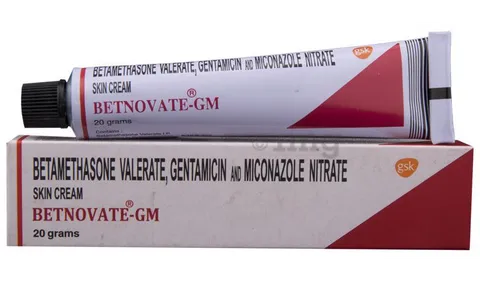 BETAMETHASONE VALERATE, GENTAMICIN AND MICONAZOLE NITRATE
SKIN CREAM
BETNOVATE®-GM
20 grams
gsk
BETAMETHASONE VALERATE, GENTAMICIN AND MICONAZOLE NITRATE
SKIN CREAM
BETNOVATE®-GM
20 grams
gsk